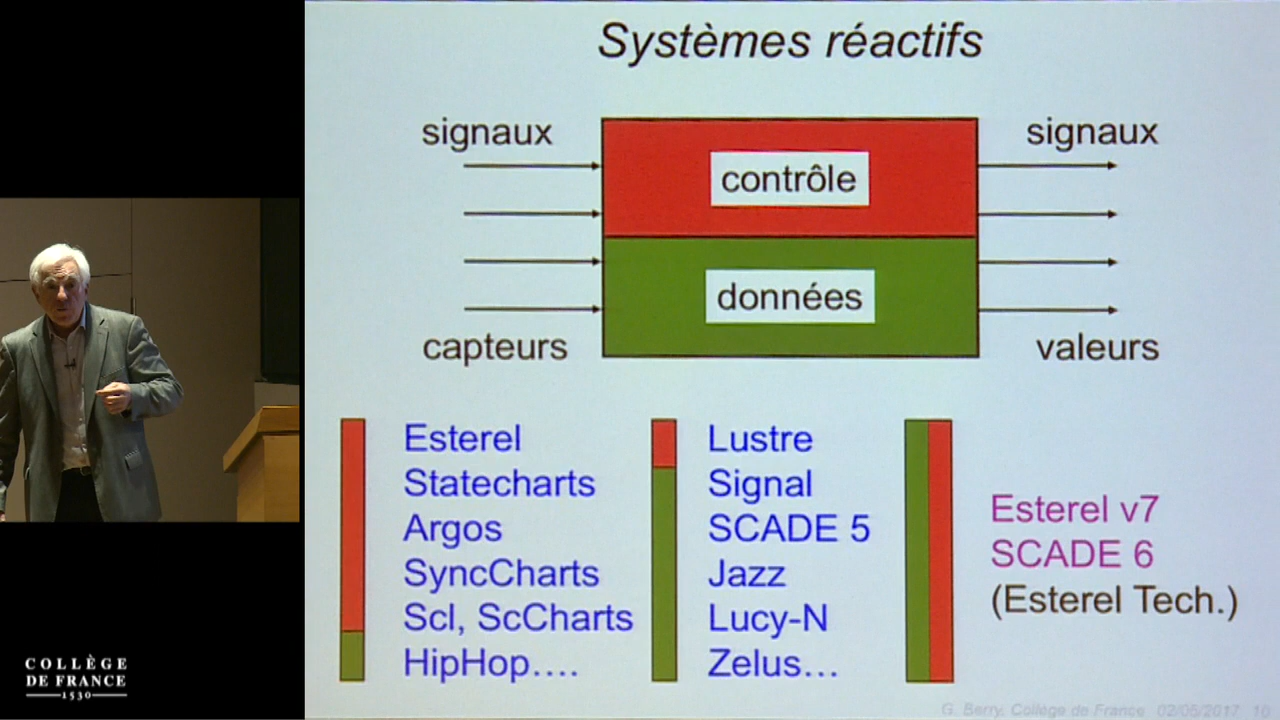 Systèmes réactifs
signaux
signaux
contrôle
données
capteurs
valeurs
Esterel
Statecharts
Argos
SyncCharts
Scl, ScCharts
HipHop....
Lustre
Signal
SCADE 5
Jazz
Lucy-N
Zelus...
Esterel v7
SCADE 6
(Esterel Tech.)
COLLÈGE
DE FRANCE
1530
G. Berry, Collège de France 02/05/2017 10